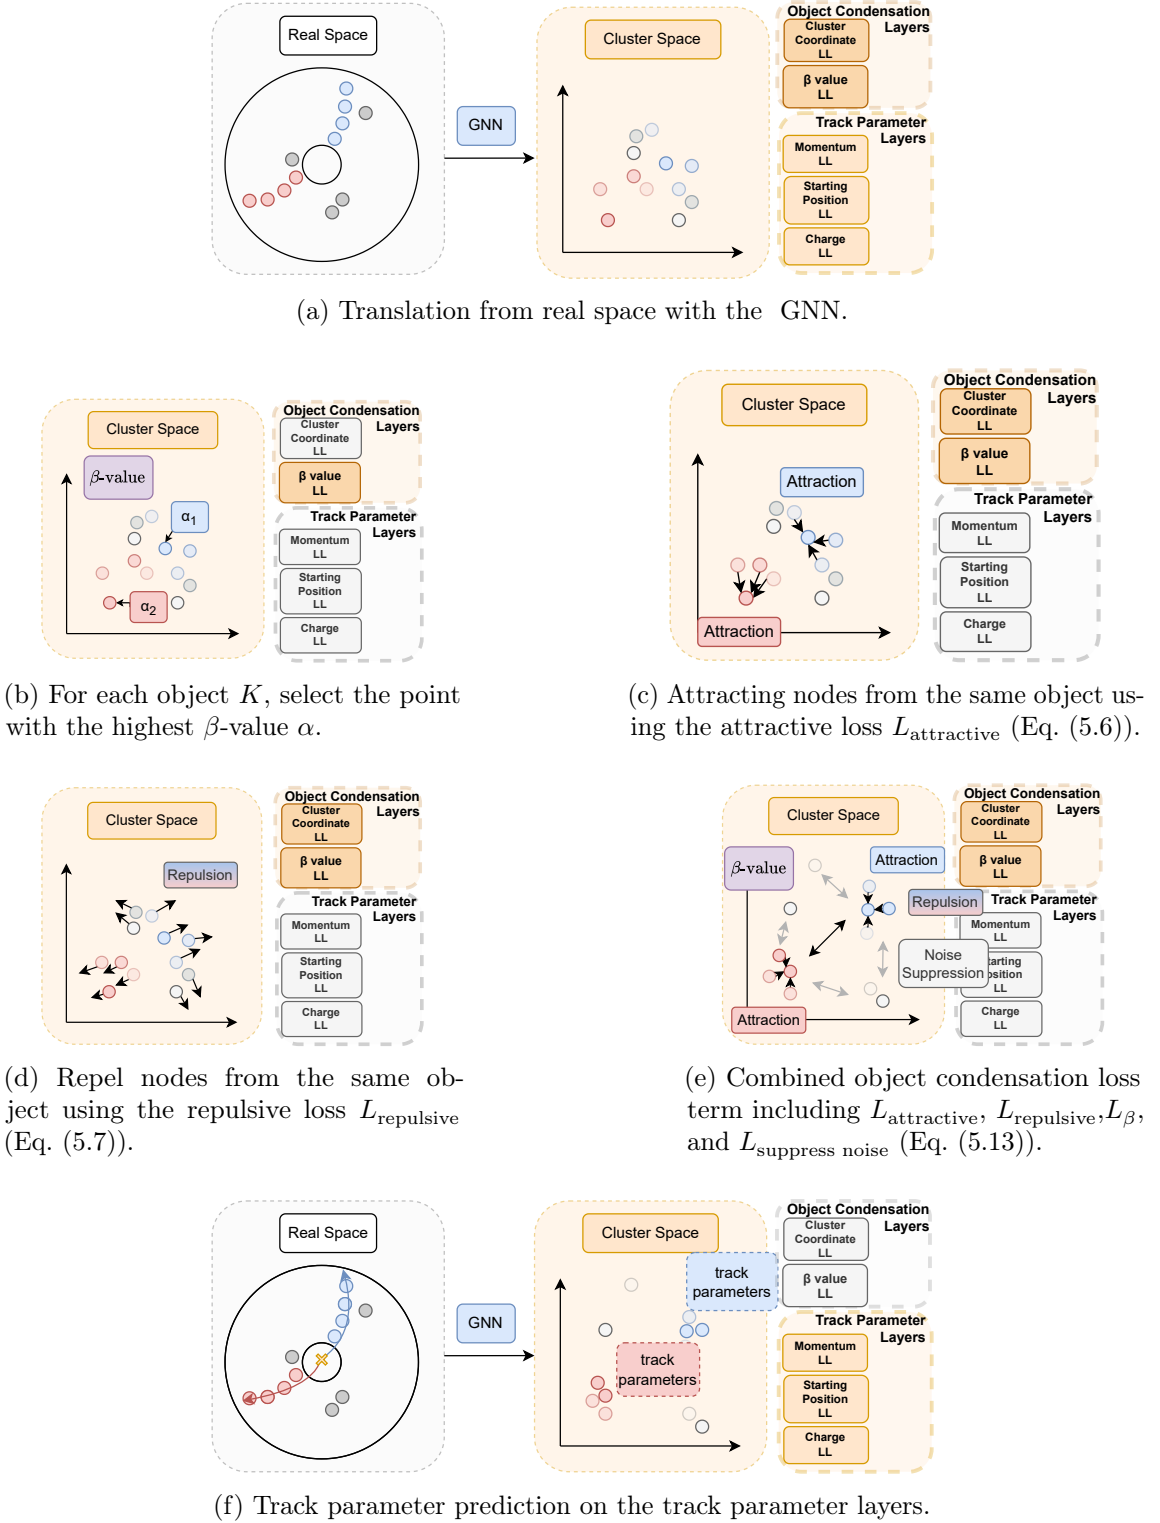 Real Space
GNN
Cluster Space
Object Condensation
Layers
Cluster
Coordinate
LL
β value
LL
Track Parameter
Layers
Momentum
LL
Starting
Position
LL
Charge
LL
(a) Translation from real space with the GNN.
Cluster Space
β-value
α1
α2
Object Condensation
Layers
Cluster
Coordinate
LL
β value
LL
Track Parameter
Layers
Momentum
LL
Starting
Position
LL
Charge
LL
(b) For each object K, select the point
with the highest β-value α.
Cluster Space
Attraction
Attraction
Object Condensation
Layers
Cluster
Coordinate
LL
β value
LL
Track Parameter
Layers
Momentum
LL
Starting
Position
LL
Charge
LL
(c) Attracting nodes from the same object us-
ing the attractive loss Lattractive (Eq. (5.6)).
Cluster Space
Repulsion
Object Condensation
Layers
Cluster
Coordinate
LL
β value
LL
Track Parameter
Layers
Momentum
LL
Starting
Position
LL
Charge
LL
(d) Repel nodes from the same ob-
ject using the repulsive loss Lrepulsive
(Eq. (5.7)).
Cluster Space
β-value
Attraction
Repulsion
Noise
Suppression
Attraction
Object Condensation
Layers
Cluster
Coordinate
LL
β value
LL
Track Parameter
Layers
Momentum
LL
tarting
osition
LL
Charge
LL
(e) Combined object condensation loss
term including Lattractive, Lrepulsive,Lβ,
and Lsuppress noise (Eq. (5.13)).
Real Space
GNN
Cluster Space
track
parameters
track
parameters
Object Condensation
Layers
Cluster
Coordinate
LL
β value
LL
Track Parameter
Layers
Momentum
LL
Starting
Position
LL
Charge
LL
(f) Track parameter prediction on the track parameter layers.